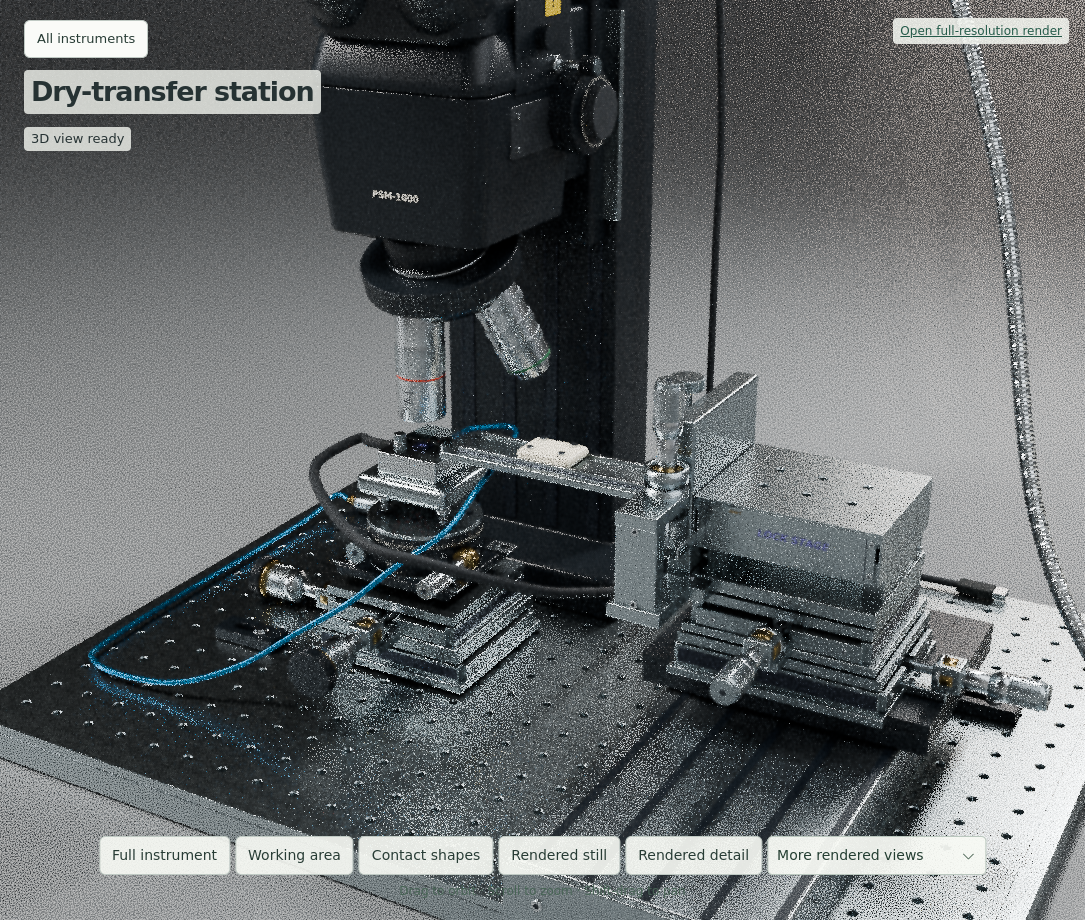 All instruments
Open full-resolution render
Dry-transfer station
3D view ready
PSM-1000
Full instrument
Working area
Contact shapes
Rendered still
Rendered detail
More rendered views